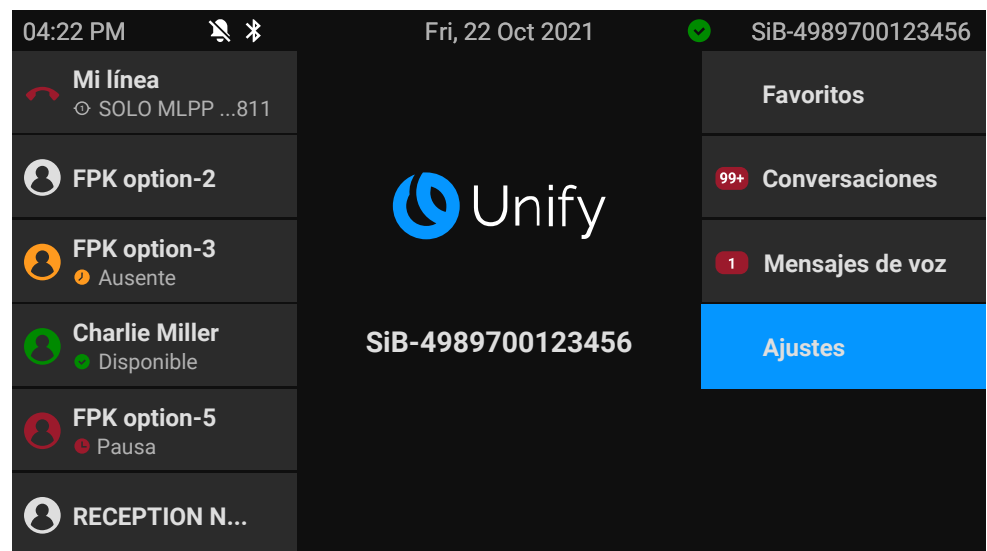 04:22 PM
Fri, 22 Oct 2021
SiB-4989700123456
Mi línea
SOLO MLPP ...811
FPK option-2
FPK option-3
Ausente
Charlie Miller
Disponible
FPK option-5
Pausa
RECEPTION N...
Unify
SiB-4989700123456
Favoritos
99+ Conversaciones
1 Mensajes de voz
Ajustes